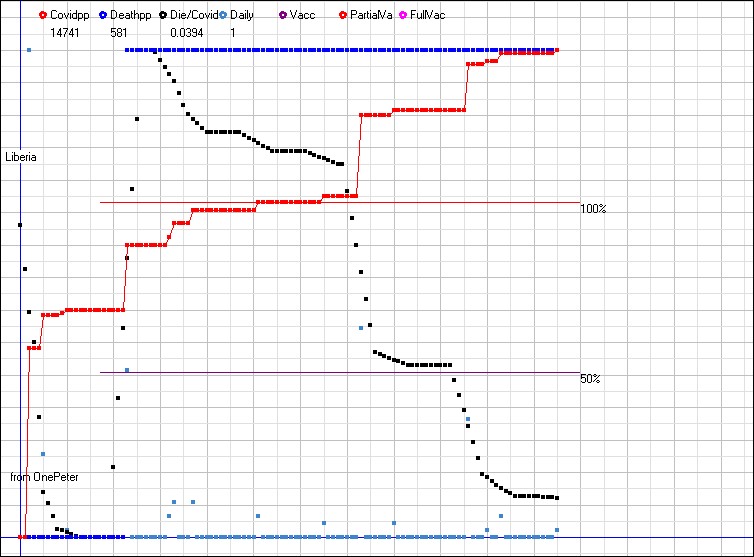 Covidpp Deathpp Die/Covid Daily Vacc PartialVa FullVac
14741 581 0.0394 1
Liberia
100%
50%
from OnePeter